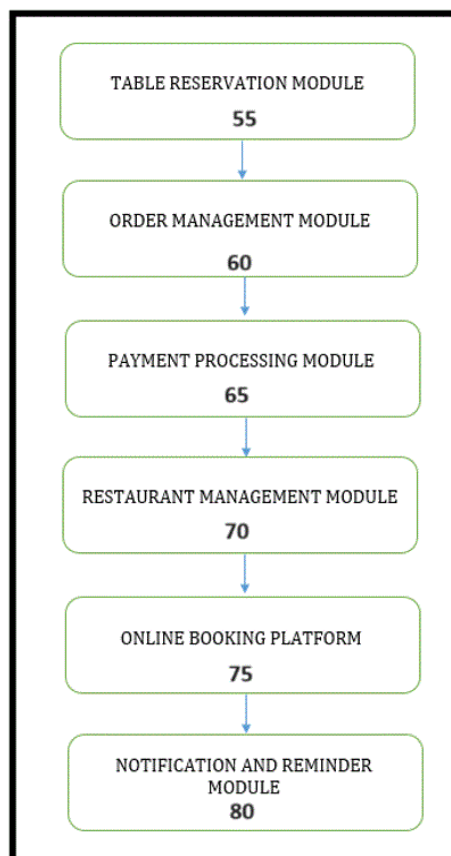 TABLE RESERVATION MODULE
55
ORDER MANAGEMENT MODULE
60
PAYMENT PROCESSING MODULE
65
RESTAURANT MANAGEMENT MODULE
70
ONLINE BOOKING PLATFORM
75
NOTIFICATION AND REMINDER
MODULE
80